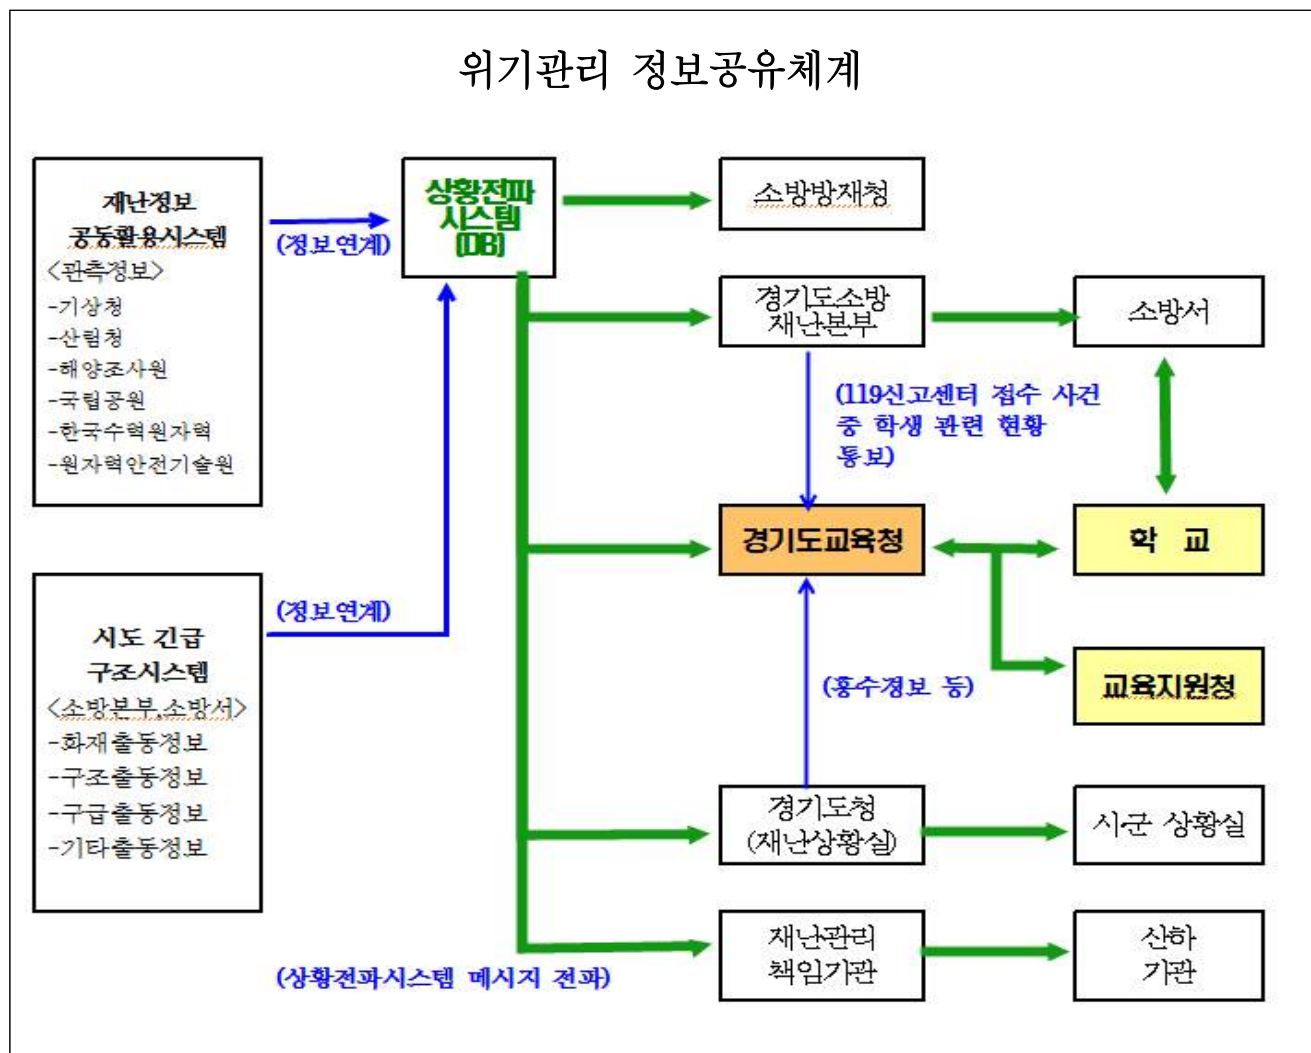 위기관리 정보공유체계
재난정보
공동활용시스템
<관측정보>
-기상청
-산림청
-해양조사원
-국립공원
-한국수력원자력
-원자력안전기술원
(정보연계)
상황전파
시스템
(DB)
소방방재청
경기도소방
재난본부
소방서
(119신고센터 접수 사건
중 학생 관련 현황
통보)
경기도교육청
학 교
교육지원청
시도 긴급
구조시스템
<소방본부,소방서>
-화재출동정보
-구조출동정보
-구급출동정보
-기타출동정보
(정보연계)
(홍수정보 등)
경기도청
(재난상황실)
시·군 상황실
재난관리
책임기관
산하
기관
(상황전파시스템 메시지 전파)